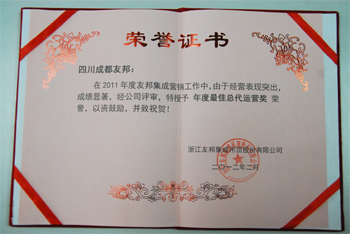 荣誉证书
四川成都友邦：
在2011年度友邦集成营销工作中，由于经营表现突出，
成绩显著，经公司评审，特授予 年度最佳总代运营奖 荣
誉，以资鼓励，并致祝贺！
浙江友邦集成吊顶股份有限公司
二〇一二年二月